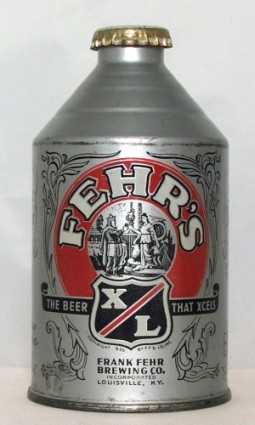 FEHR'S
THE BEER
X
L
THAT XCELS
FRANK FEHR
BREWING CO.
INCORPORATED
LOUISVILLE, KY.